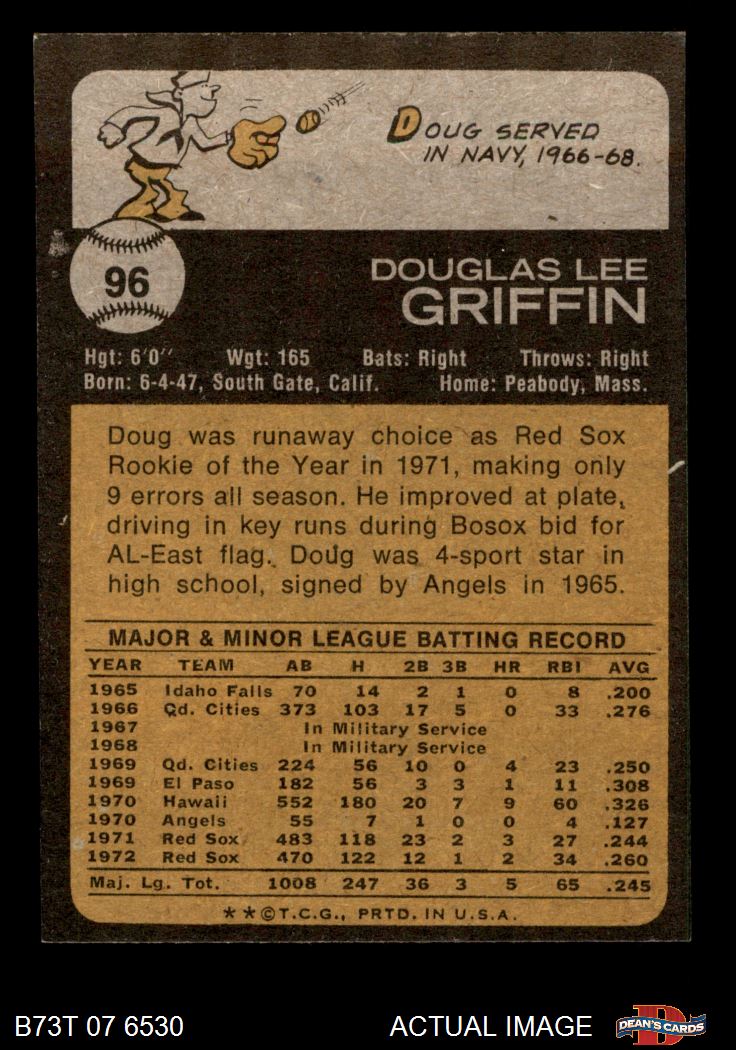 DOUG SERVED
IN NAVY, 1966-68.
96
DOUGLAS LEE
GRIFFIN
Hgt: 6'0" Wgt: 165 Bats: Right Throws: Right
Born: 6-4-47, South Gate, Calif. Home: Peabody, Mass.
Doug was runaway choice as Red Sox
Rookie of the Year in 1971, making only
9 errors all season. He improved at plate,
driving in key runs during Bosox bid for
AL-East flag. Doug was 4-sport star in
high school, signed by Angels in 1965.
MAJOR & MINOR LEAGUE BATTING RECORD
YEAR TEAM AB H 2B 3B HR RBI AVG
1965 Idaho Falls 70 14 2 1 0 8 .200
1966 Qd. Cities 373 103 17 5 0 33 .276
1967 In Military Service
1968 In Military Service
1969 Qd. Cities 224 56 10 0 4 23 .250
1969 El Paso 182 56 3 3 1 11 .308
1970 Hawaii 552 180 20 7 9 60 .326
1970 Angels 55 7 1 0 0 4 .127
1971 Red Sox 483 118 23 2 3 27 .244
1972 Red Sox 470 122 12 1 2 34 .260
Maj. Lg. Tot. 1008 247 36 3 5 65 .245
**©T.C.G., PRTD. IN U.S.A.
B73T 07 6530 ACTUAL IMAGE
D
DEAN'S CARDS